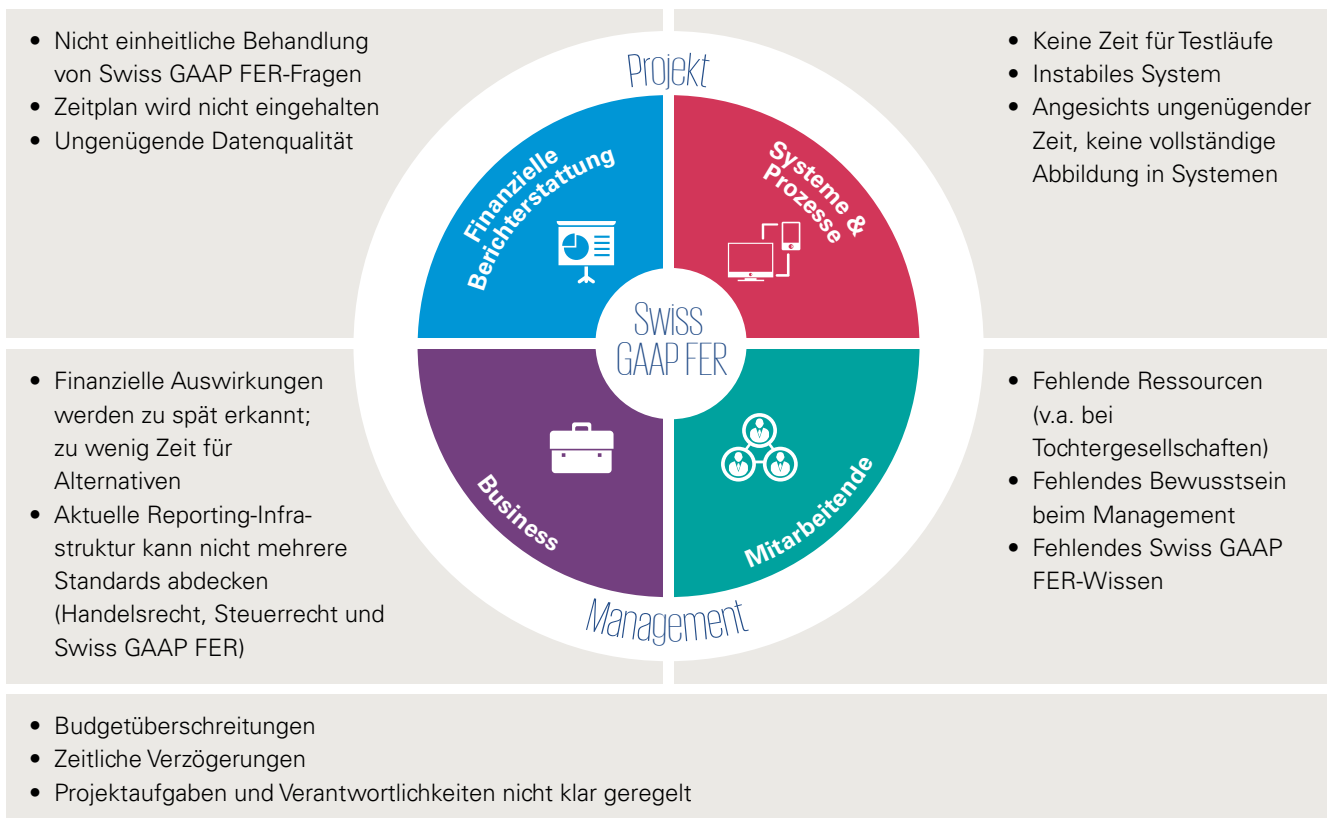 • Nicht einheitliche Behandlung
von Swiss GAAP FER-Fragen
• Zeitplan wird nicht eingehalten
• Ungenügende Datenqualität
Projekt
• Keine Zeit für Testläufe
• Instabiles System
• Angesichts ungenügender
Zeit, keine vollständige
Abbildung in Systemen
Finanzielle
Berichterstattung
Systeme &
Prozesse
Swiss
GAAP FER
• Finanzielle Auswirkungen
werden zu spät erkannt;
zu wenig Zeit für
Alternativen
• Aktuelle Reporting-Infra-
struktur kann nicht mehrere
Standards abdecken
(Handelsrecht, Steuerrecht und
Swiss GAAP FER)
Business
Mitarbeitende
Management
• Fehlende Ressourcen
(v.a. bei
Tochtergesellschaften)
• Fehlendes Bewusstsein
beim Management
• Fehlendes Swiss GAAP
FER-Wissen
• Budgetüberschreitungen
• Zeitliche Verzögerungen
• Projektaufgaben und Verantwortlichkeiten nicht klar geregelt